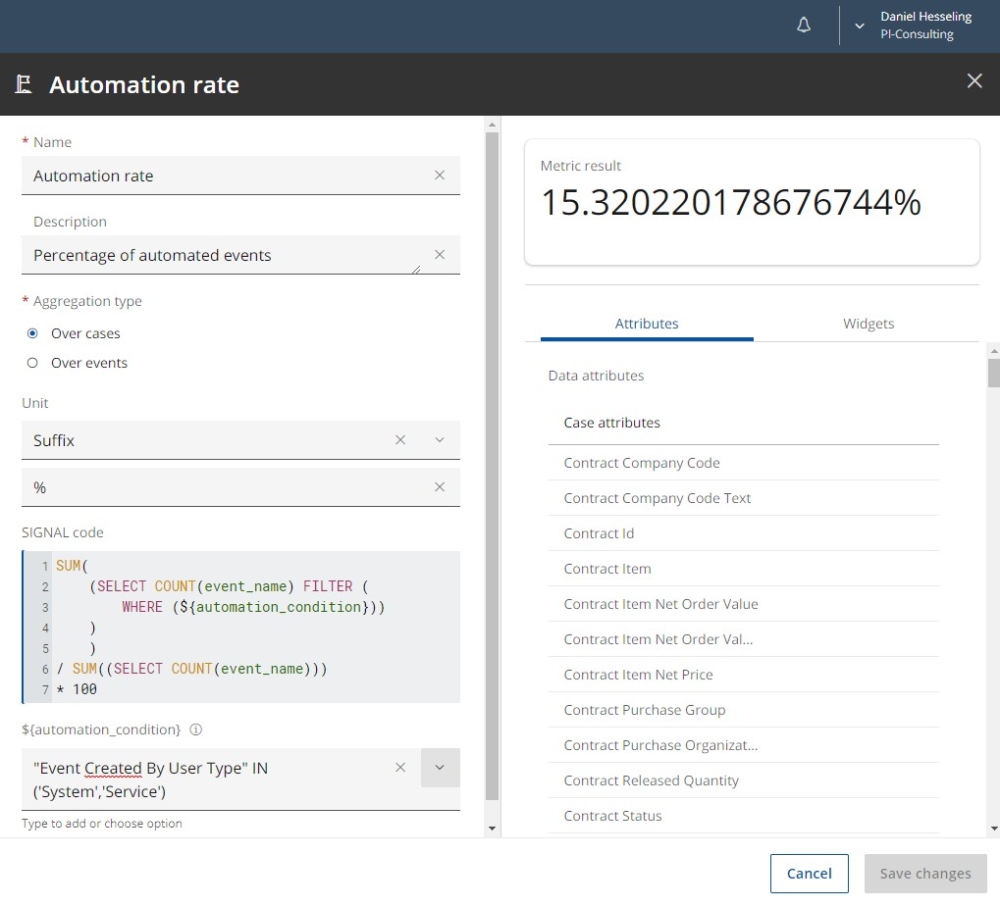 Daniel Hesseling
PI-Consulting
Automation rate
* Name
Automation rate
Description
Percentage of automated events
* Aggregation type
Over cases
Over events
Unit
Suffix
%
SIGNAL code
1 SUM(
2 (SELECT COUNT(event_name) FILTER (
3 WHERE (${automation_condition}))
4 )
5 )
6 / SUM((SELECT COUNT(event_name)))
7 * 100
${automation_condition}
"Event Created By User Type" IN
('System','Service')
Type to add or choose option
Metric result
15.320220178676744%
Attributes
Widgets
Data attributes
Case attributes
Contract Company Code
Contract Company Code Text
Contract Id
Contract Item
Contract Item Net Order Value
Contract Item Net Order Val...
Contract Item Net Price
Contract Purchase Group
Contract Purchase Organizat...
Contract Released Quantity
Contract Status
Cancel
Save changes